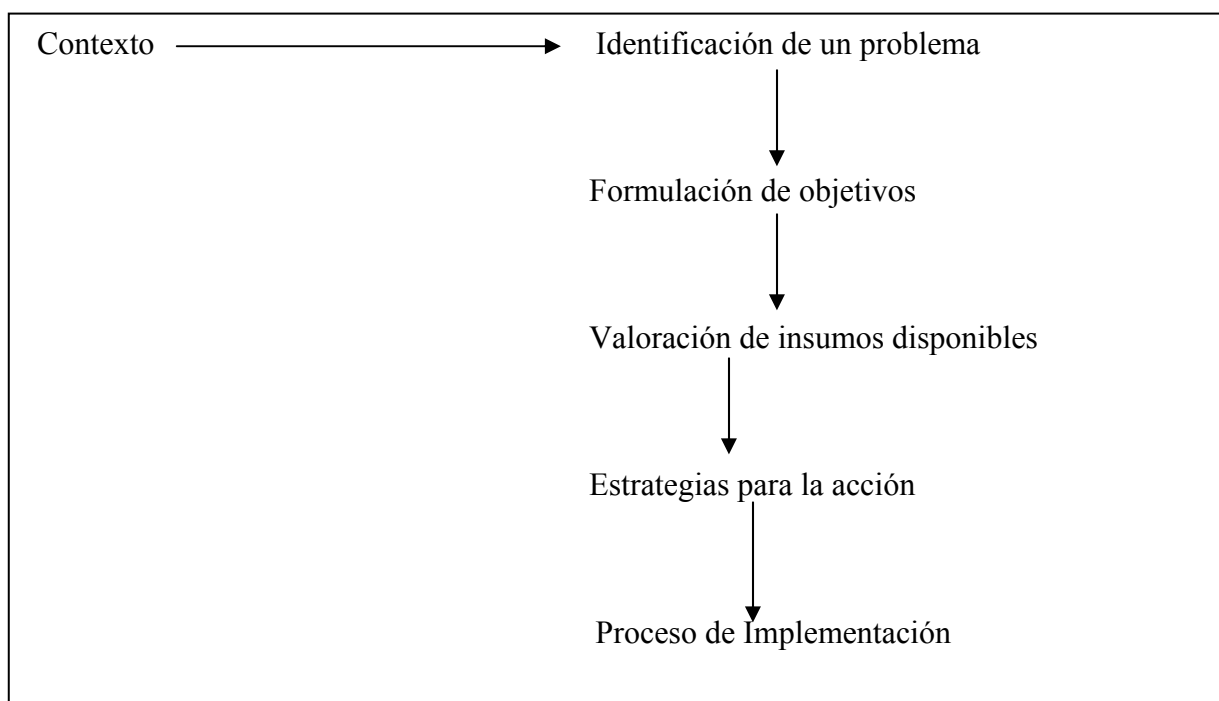 Contexto
Identificación de un problema
Formulación de objetivos
Valoración de insumos disponibles
Estrategias para la acción
Proceso de Implementación